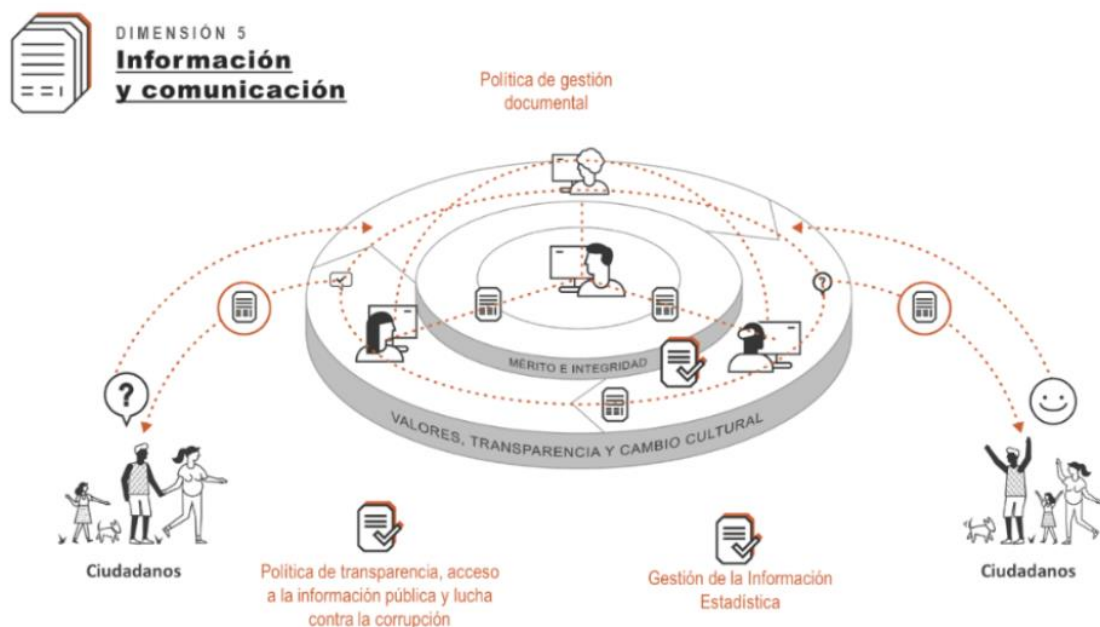 DIMENSIÓN 5
Información
y comunicación
Política de gestión
documental
?
MÉRITO E INTEGRIDAD
VALORES, TRANSPARENCIA Y CAMBIO CULTURAL
?
Ciudadanos
Política de transparencia, acceso
a la información pública y lucha
contra la corrupción
Gestión de la Información
Estadística
Ciudadanos